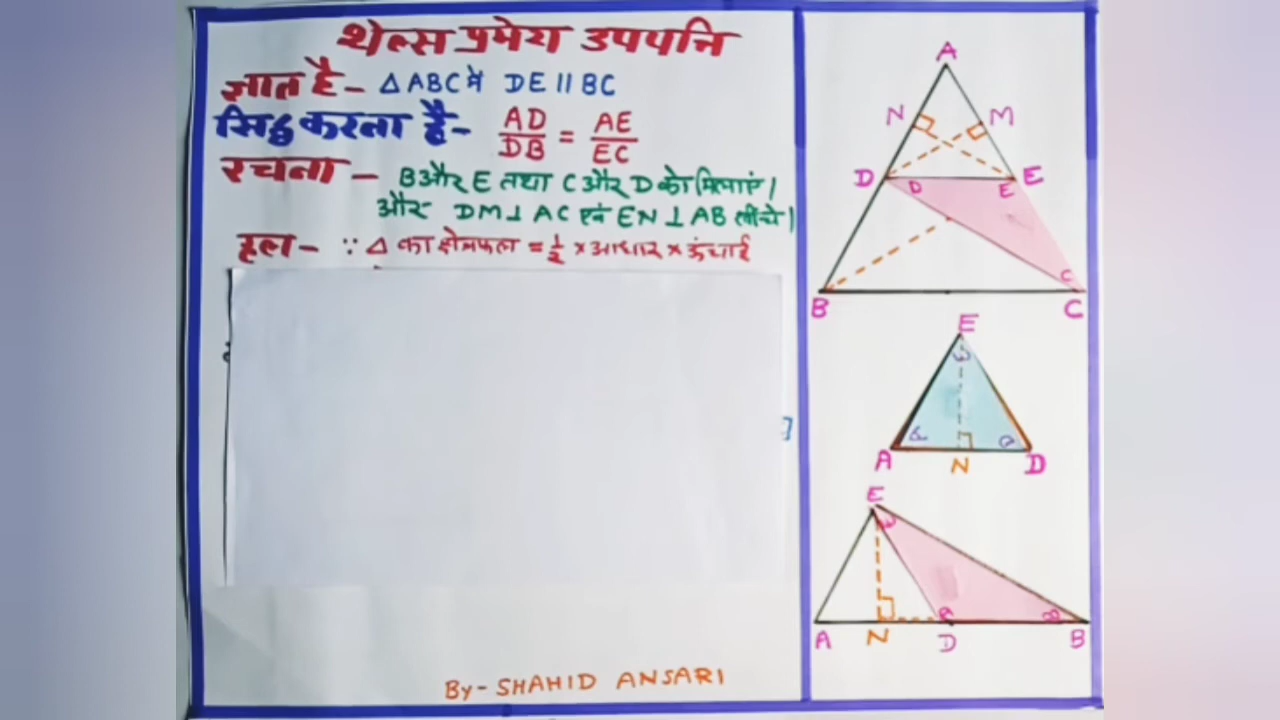 थेल्स प्रमेय उपपत्ति
ज्ञात है- △ ABC में DE || BC
सिद्ध करना है- AD/DB = AE/EC
रचना - B और E तथा C और D को मिलाएं।
और DM ⊥ AC एवं EN ⊥ AB खींचे।
हल- ∵ △ का क्षेत्रफल = 1/2 × आधार × ऊंचाई
By- SHAHID ANSARI
A
N M
D D E E
C
B C
E
A N D
E
A N D B